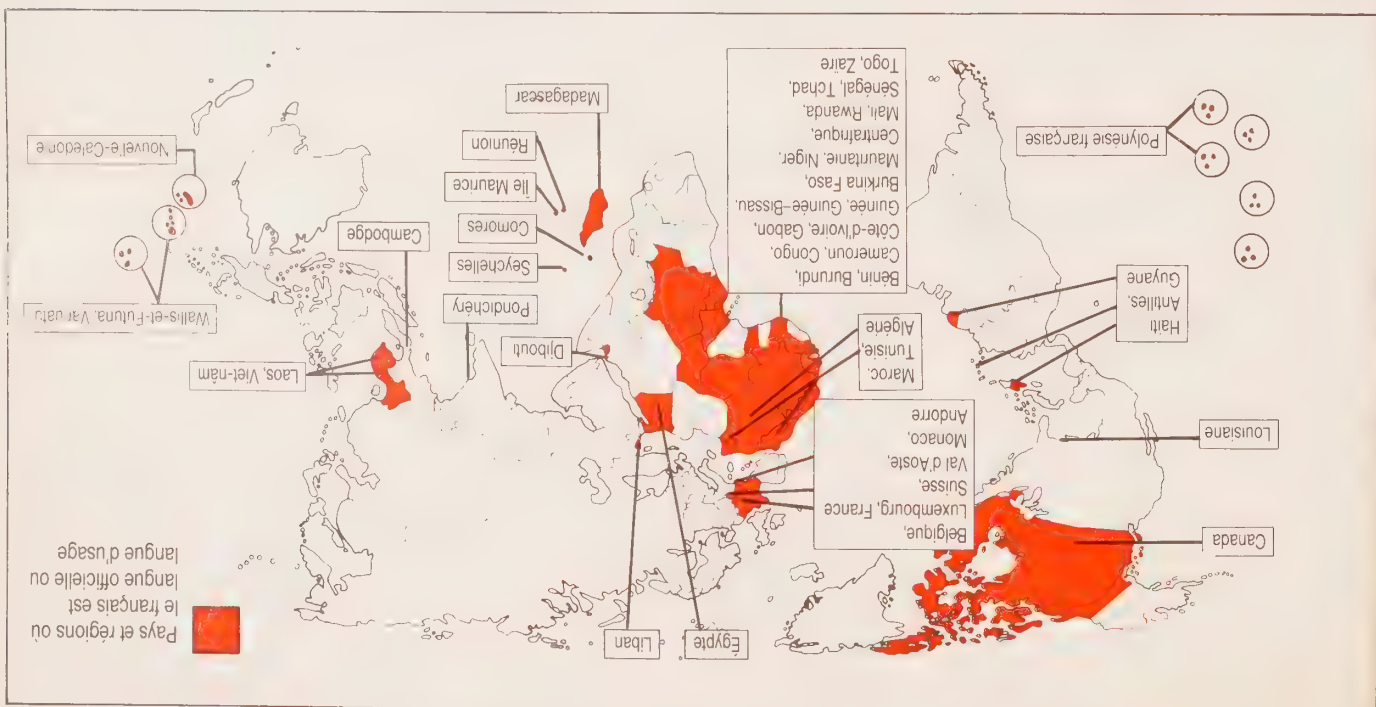 Pays et régions où
le français est
langue officielle ou
langue d'usage
Égypte
Liban
Canada
Belgique,
Luxembourg, France,
Suisse,
Val d'Aoste,
Monaco,
Andorre
Louisiane
Laos, Viet-nâm
Maroc,
Tunisie,
Algérie
Djibouti
Haïti
Antilles,
Guyane
Pondichéry
Wallis-et-Futuna, Vanuatu
Bénin, Burundi,
Cameroun, Congo,
Côte-d'Ivoire, Gabon,
Guinée, Guinée–Bissau,
Burkina Faso,
Mauritanie, Niger,
Centrafrique,
Mali, Rwanda,
Sénégal, Tchad,
Togo, Zaïre
Seychelles
Comores
Cambodge
Île Maurice
Réunion
Nouvelle-Calédonie
Polynésie française
Madagascar